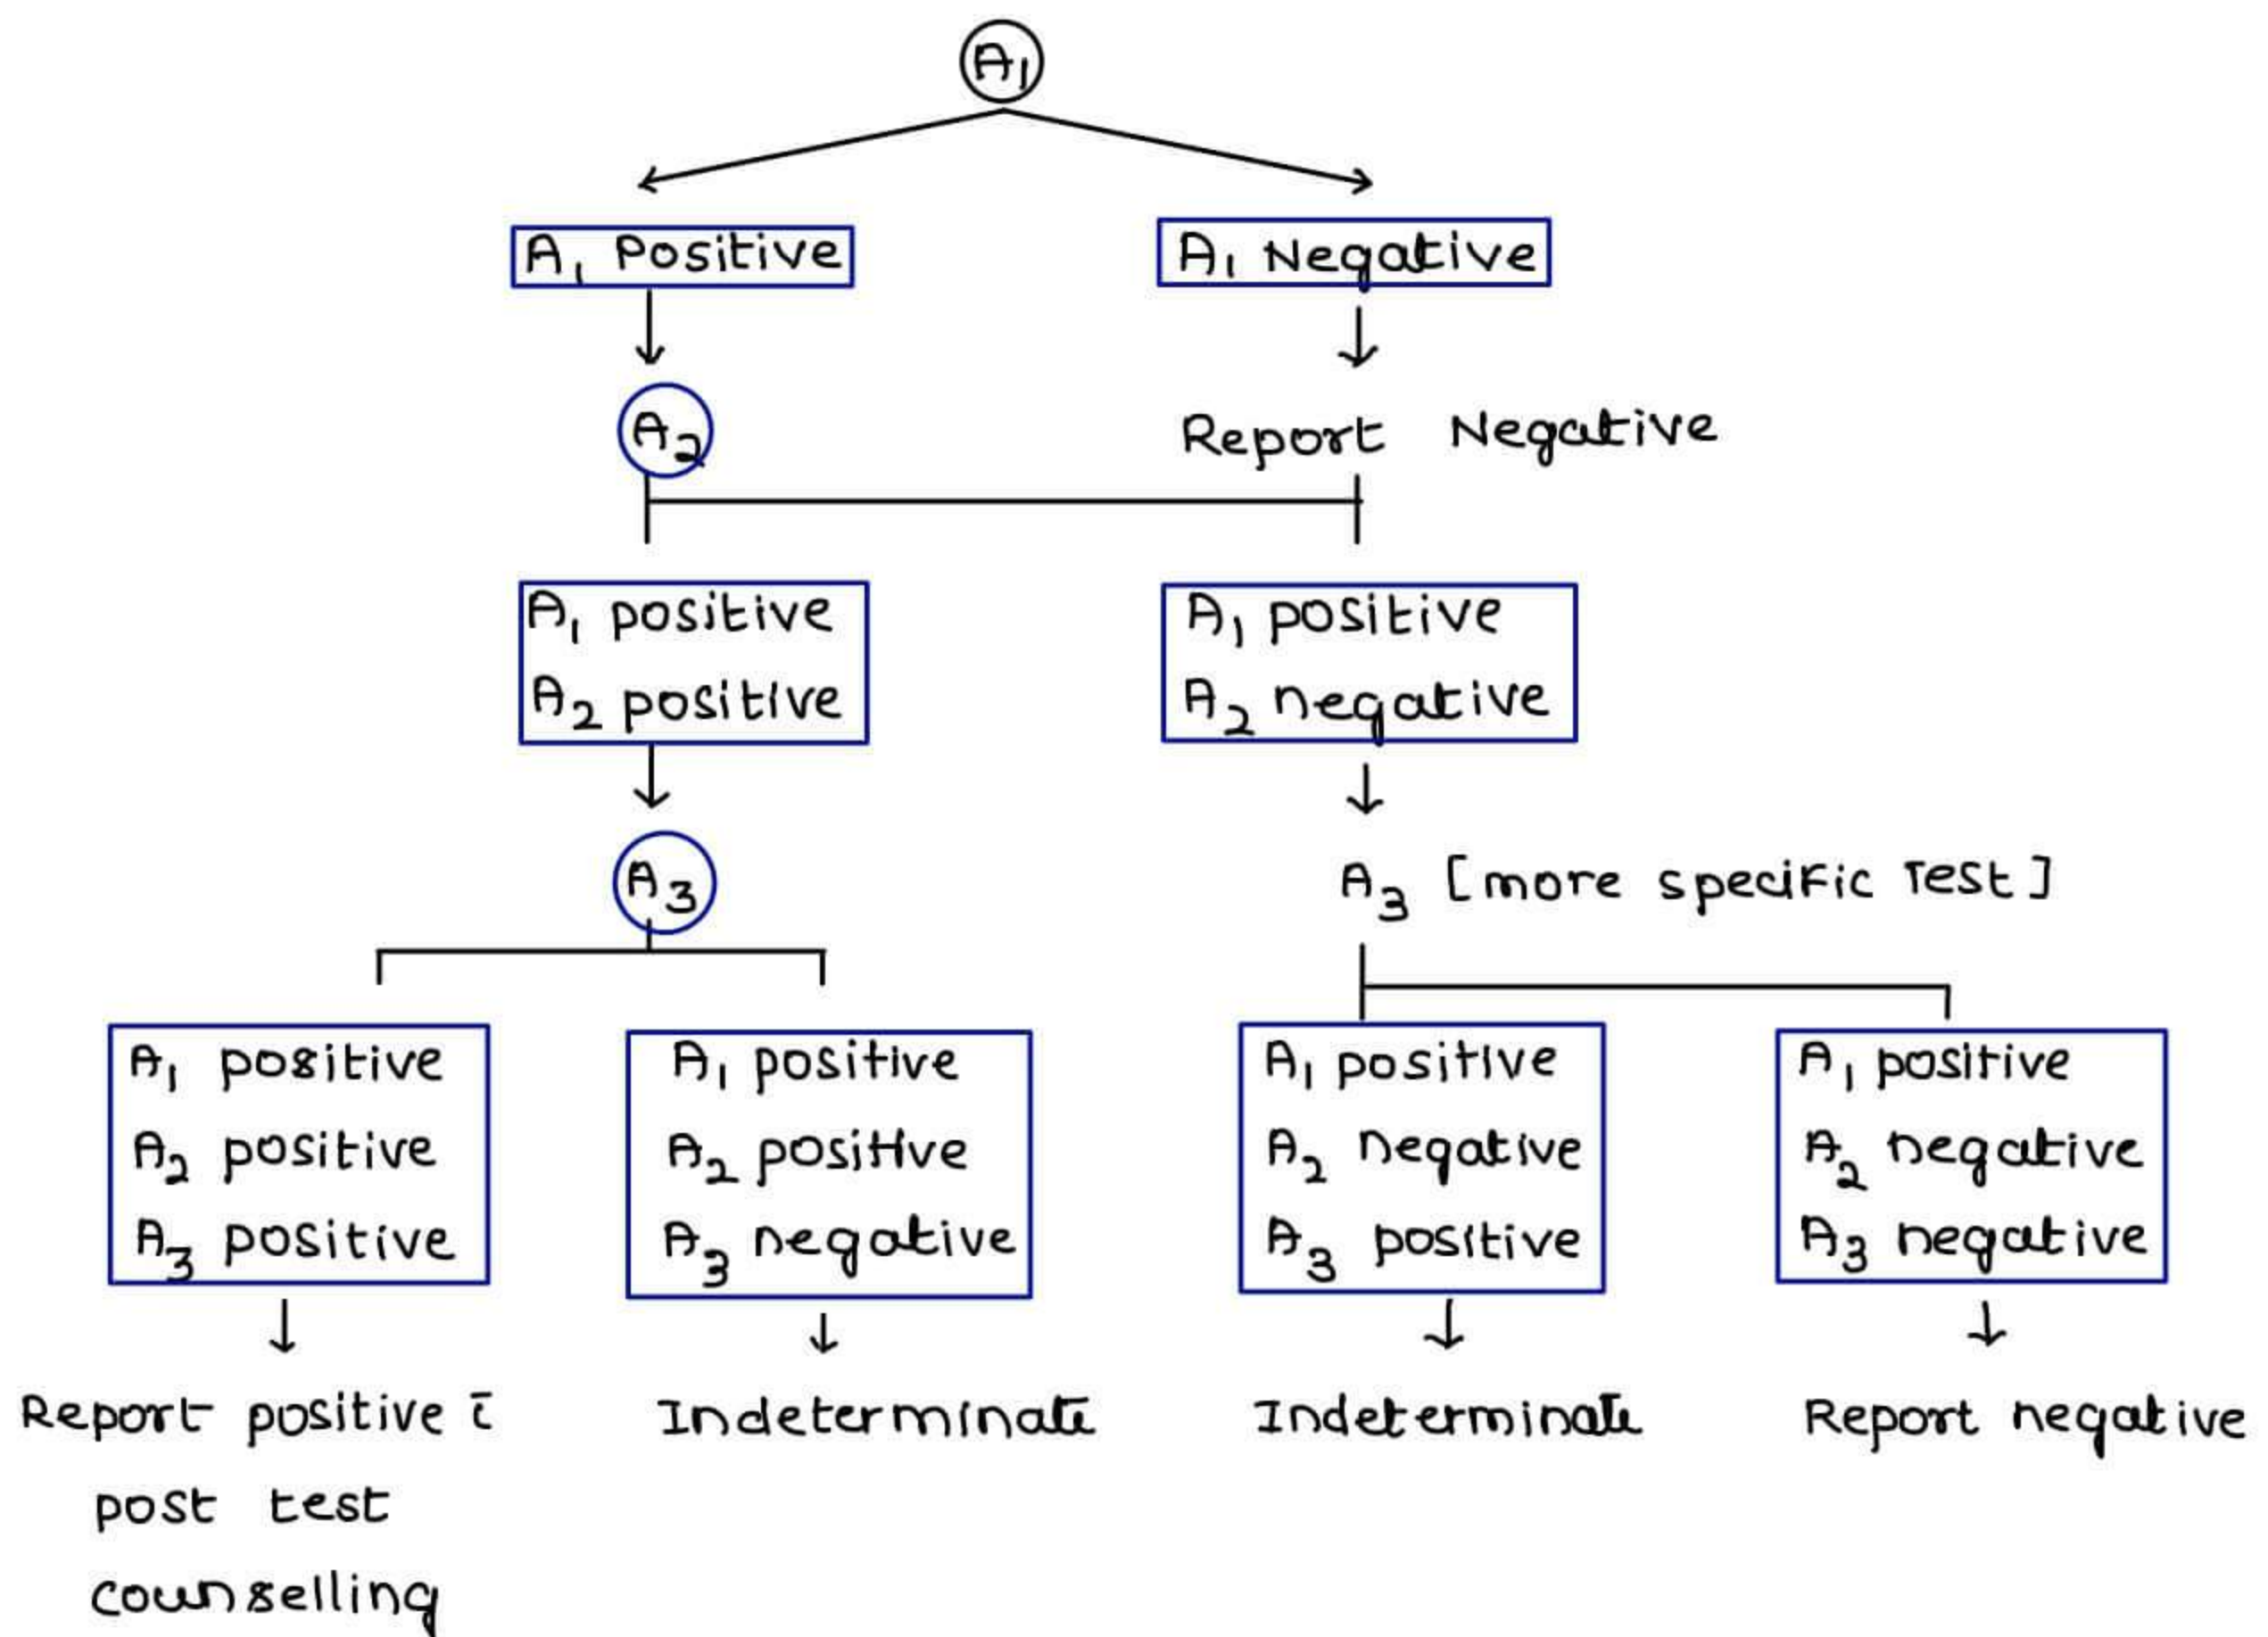 A1
A1 Positive
A1 Negative
A2
Report Negative
A1 positive
A2 positive
A1 positive
A2 negative
A3
A3 [more specific Test]
A1 positive
A2 positive
A3 positive
A1 positive
A2 positive
A3 negative
A1 positive
A2 negative
A3 positive
A1 positive
A2 negative
A3 negative
Report positive c̄
post test
counselling
Indeterminate
Indeterminate
Report negative